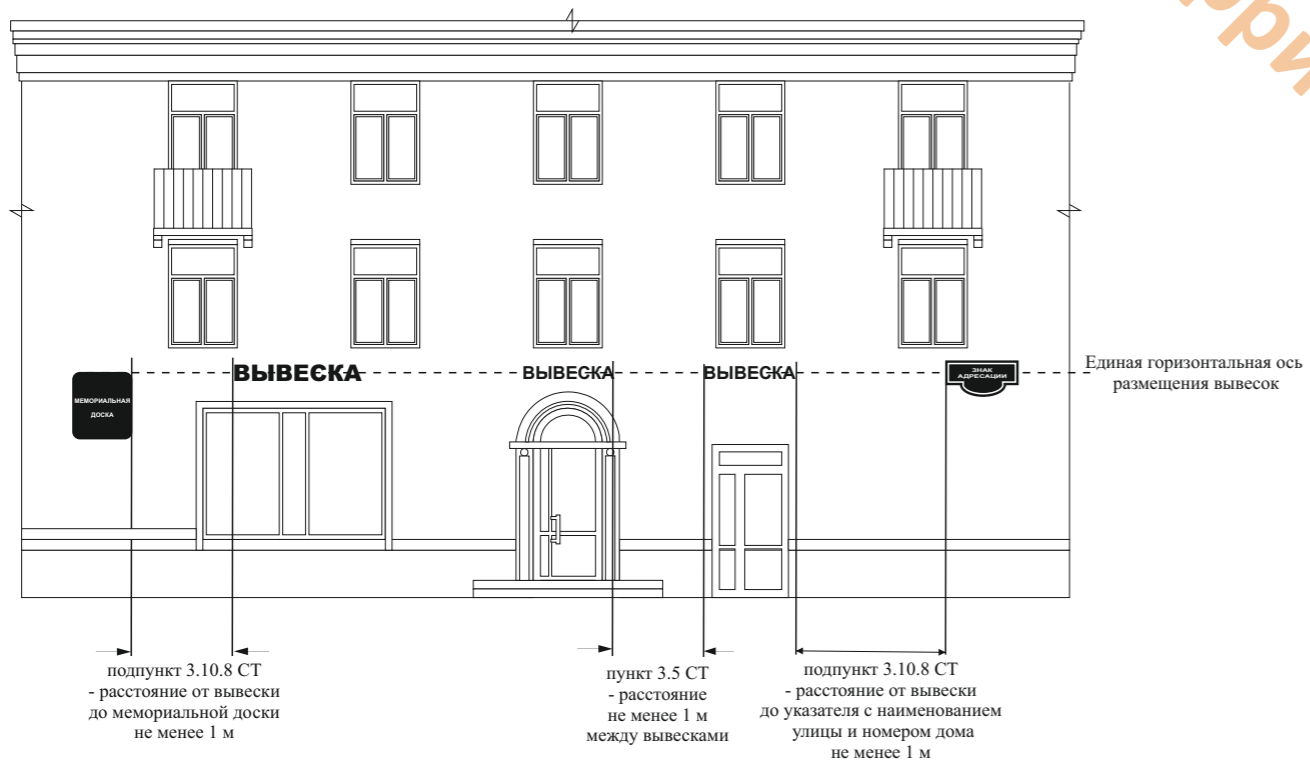 ВЫВЕСКА
ВЫВЕСКА
ВЫВЕСКА
МЕМОРИАЛЬНАЯ
ДОСКА
ЗНАК
АДРЕСАЦИИ
Единая горизонтальная ось
размещения вывесок
подпункт 3.10.8 СТ
- расстояние от вывески
до мемориальной доски
не менее 1 м
пункт 3.5 СТ
- расстояние
не менее 1 м
между вывесками
подпункт 3.10.8 СТ
- расстояние от вывески
до указателя с наименованием
улицы и номером дома
не менее 1 м